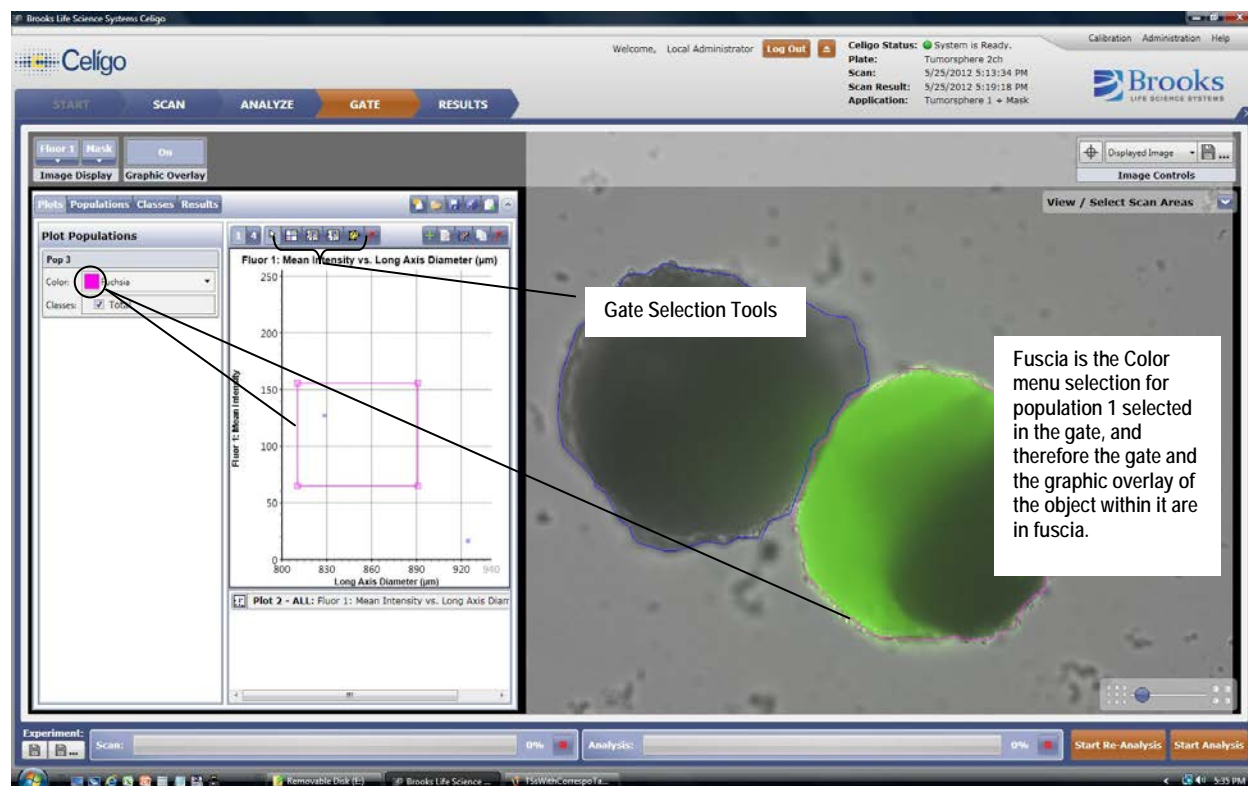 Brooks Life Science Systems Celigo
Celígo
Welcome, Local Administrator Log Out
Celigo Status: System is Ready.
Plate: Tumorsphere 2ch
Scan: 5/25/2012 5:13:34 PM
Scan Result: 5/25/2012 5:19:18 PM
Application: Tumorsphere 1 + Mask
Calibration Administration Help
Brooks
LIFE SCIENCE SYSTEMS
START SCAN ANALYZE GATE RESULTS
Fluor 1 Mask On
Image Display Graphic Overlay
Displayed Image
Image Controls
View / Select Scan Areas
Plots Populations Classes Results
Plot Populations
Pop 3
Color: Fuchsia
Classes: Total
1 4
Fluor 1: Mean Intensity vs. Long Axis Diameter (µm)
250
200
150
100
50
0
Fluor 1: Mean Intensity
800 830 860 890 920 940
Long Axis Diameter (µm)
Plot 2 - ALL: Fluor 1: Mean Intensity vs. Long Axis Diam
Gate Selection Tools
Fuscia is the Color
menu selection for
population 1 selected
in the gate, and
therefore the gate and
the graphic overlay of
the object within it are
in fuscia.
Experiment:
Scan: 0%
Analysis: 0%
Start Re-Analysis Start Analysis
Removable Disk (E:) Brooks Life Science ... TSsWithCorrespoTa...
5:35 PM